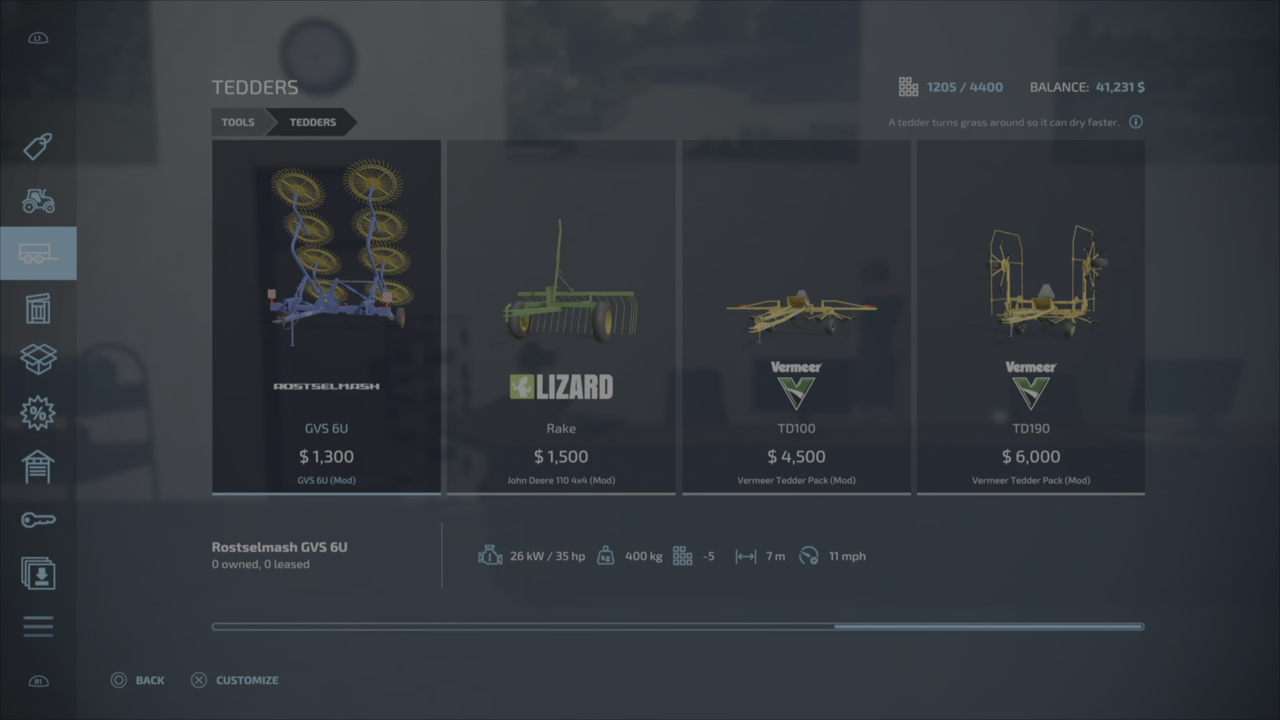 L1
TEDDERS
1205 / 4400
BALANCE: 41,231 $
TOOLS
TEDDERS
A tedder turns grass around so it can dry faster.
ROSTSELMASH
GVS 6U
$ 1,300
GVS 6U (Mod)
LIZARD
Rake
$ 1,500
John Deere 110 4x4 (Mod)
Vermeer
TD100
$ 4,500
Vermeer Tedder Pack (Mod)
Vermeer
TD190
$ 6,000
Vermeer Tedder Pack (Mod)
Rostselmash GVS 6U
0 owned, 0 leased
26 kW / 35 hp
kg
400 kg
-5
7 m
11 mph
R1
BACK
CUSTOMIZE